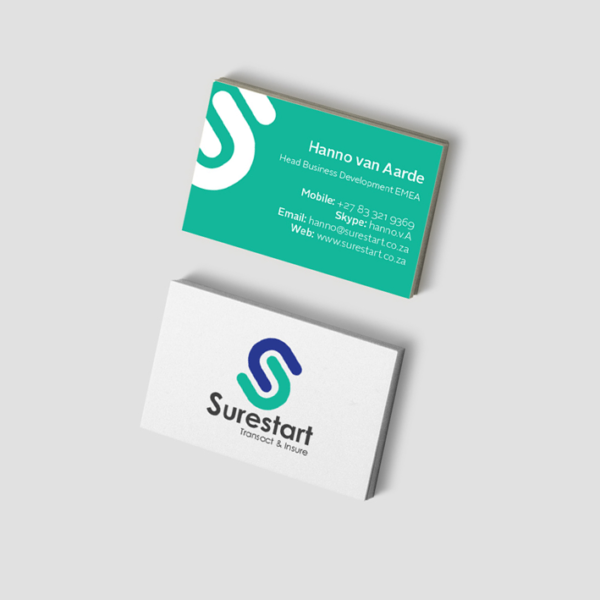 Hanno van Aarde
Head Business Development EMEA
Mobile: +27 83 321 9369
Skype: hanno.v.A
Email: hanno@surestart.co.za
Web: www.surestart.co.za
Surestart
Transact & Insure